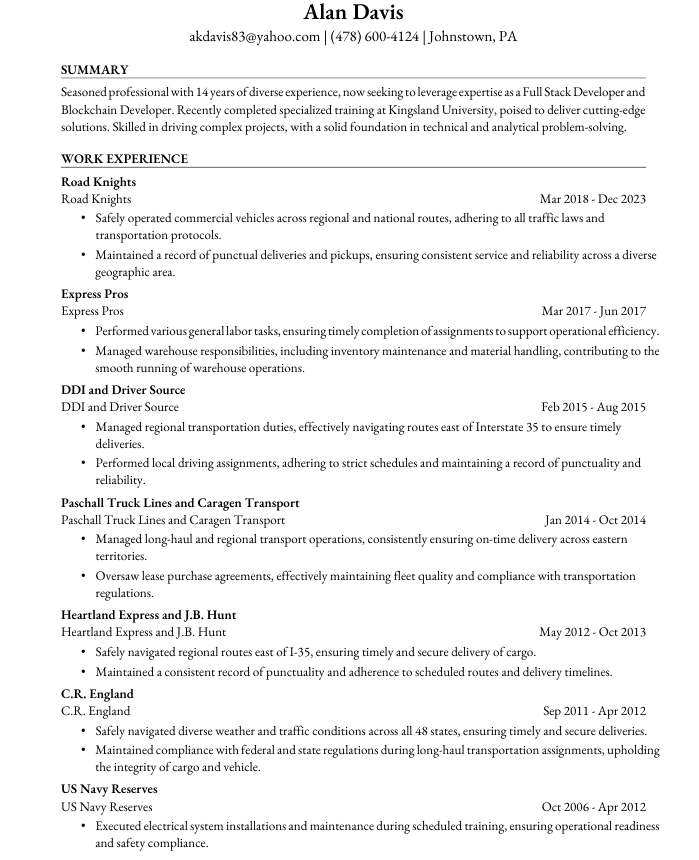 Alan Davis
akdavis83@yahoo.com | (478) 600-4124 | Johnstown, PA
SUMMARY
Seasoned professional with 14 years of diverse experience, now seeking to leverage expertise as a Full Stack Developer and
Blockchain Developer. Recently completed specialized training at Kingsland University, poised to deliver cutting-edge
solutions. Skilled in driving complex projects, with a solid foundation in technical and analytical problem-solving.
WORK EXPERIENCE
Road Knights
Road Knights Mar 2018 - Dec 2023
• Safely operated commercial vehicles across regional and national routes, adhering to all traffic laws and
transportation protocols.
• Maintained a record of punctual deliveries and pickups, ensuring consistent service and reliability across a diverse
geographic area.
Express Pros
Express Pros Mar 2017 - Jun 2017
• Performed various general labor tasks, ensuring timely completion of assignments to support operational efficiency.
• Managed warehouse responsibilities, including inventory maintenance and material handling, contributing to the
smooth running of warehouse operations.
DDI and Driver Source
DDI and Driver Source Feb 2015 - Aug 2015
• Managed regional transportation duties, effectively navigating routes east of Interstate 35 to ensure timely
deliveries.
• Performed local driving assignments, adhering to strict schedules and maintaining a record of punctuality and
reliability.
Paschall Truck Lines and Caragen Transport
Paschall Truck Lines and Caragen Transport Jan 2014 - Oct 2014
• Managed long-haul and regional transport operations, consistently ensuring on-time delivery across eastern
territories.
• Oversaw lease purchase agreements, effectively maintaining fleet quality and compliance with transportation
regulations.
Heartland Express and J.B. Hunt
Heartland Express and J.B. Hunt May 2012 - Oct 2013
• Safely navigated regional routes east of I-35, ensuring timely and secure delivery of cargo.
• Maintained a consistent record of punctuality and adherence to scheduled routes and delivery timelines.
C.R. England
C.R. England Sep 2011 - Apr 2012
• Safely navigated diverse weather and traffic conditions across all 48 states, ensuring timely and secure deliveries.
• Maintained compliance with federal and state regulations during long-haul transportation assignments, upholding
the integrity of cargo and vehicle.
US Navy Reserves
US Navy Reserves Oct 2006 - Apr 2012
• Executed electrical system installations and maintenance during scheduled training, ensuring operational readiness
and safety compliance.